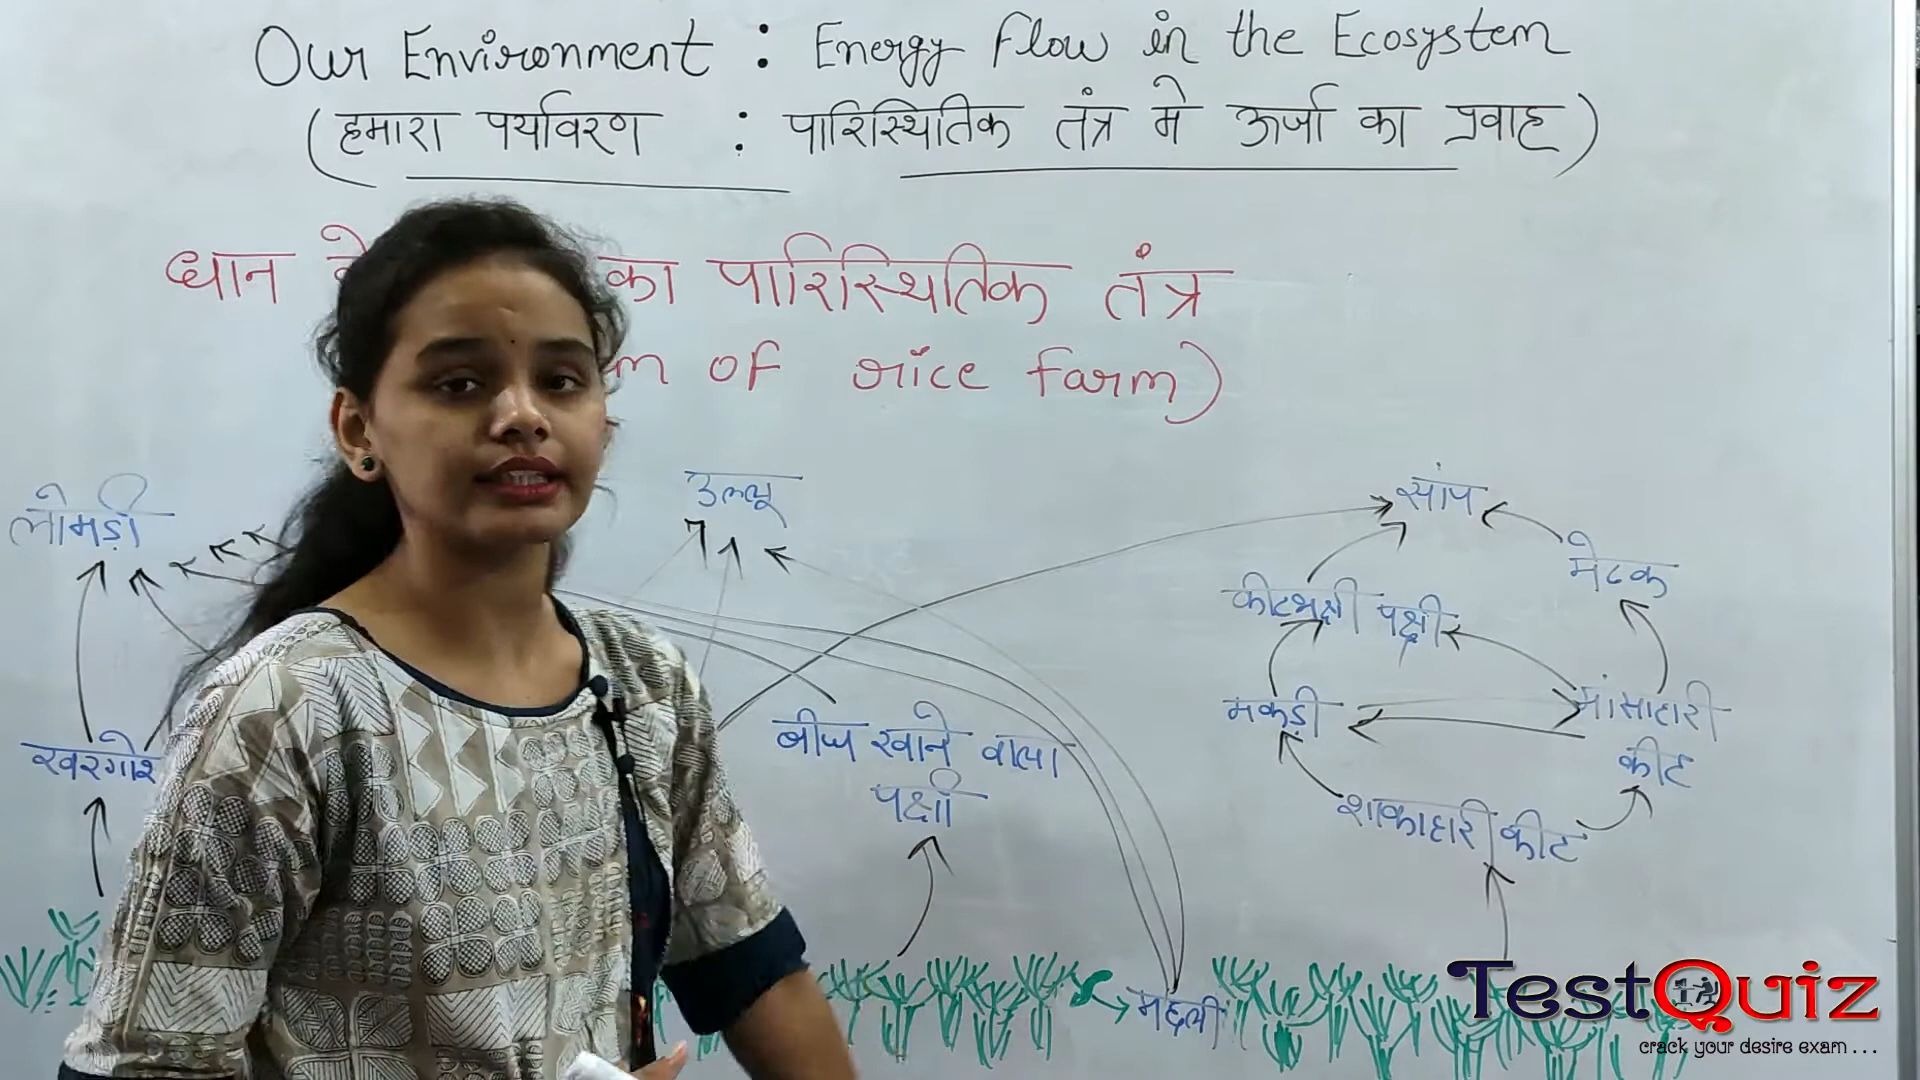 Our Environment : Energy flow in the Ecosystem
(हमारा पर्यावरण : पारिस्थितिक तंत्र मे ऊर्जा का प्रवाह)
धान का पारिस्थितिक तंत्र
of rice farm)
लोमड़ी
उल्लू
सांप
मेढक
कीटभक्षी पक्षी
मकड़ी
मांसाहारी
कीट
खरगोश
बीज खाने वाला
पक्षी
शाकाहारी कीट
मछली
TestQuiz
crack your desire exam ...